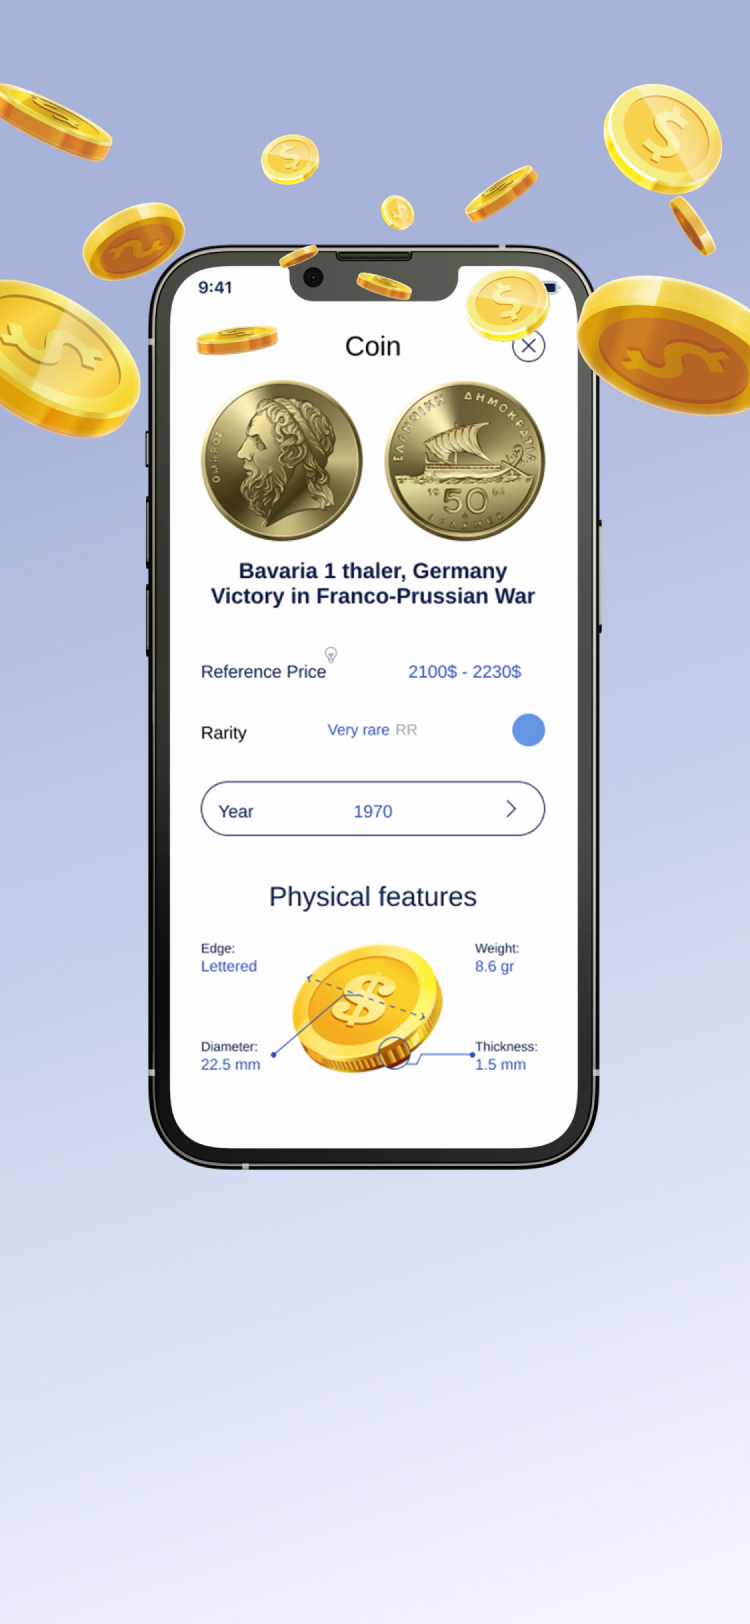 9:41
Coin
ΟΜΗΡΟΣ
ΕΛΛΗΝΙΚΗ ΔΗΜΟΚΡΑΤΙΑ
50
Bavaria 1 thaler, Germany
Victory in Franco-Prussian War
Reference Price 2100$ - 2230$
Rarity Very rare RR
Year 1970
Physical features
Edge:
Lettered
Weight:
8.6 gr
Diameter:
22.5 mm
Thickness:
1.5 mm